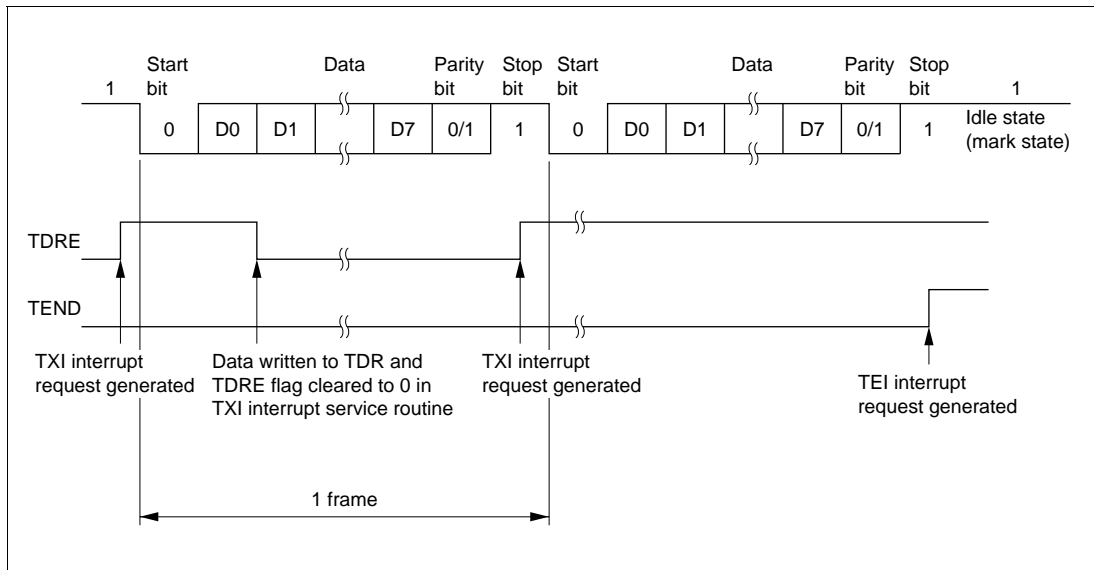 Start bit Data Parity bit Stop bit Start bit Data Parity bit Stop bit
1 1
0 D0 D1 D7 0/1 1 0 D0 D1 D7 0/1 1 Idle state (mark state)
TDRE
TEND
TXI interrupt
request generated
Data written to TDR and
TDRE flag cleared to 0 in
TXI interrupt service routine
TXI interrupt
request generated
TEI interrupt
request generated
1 frame